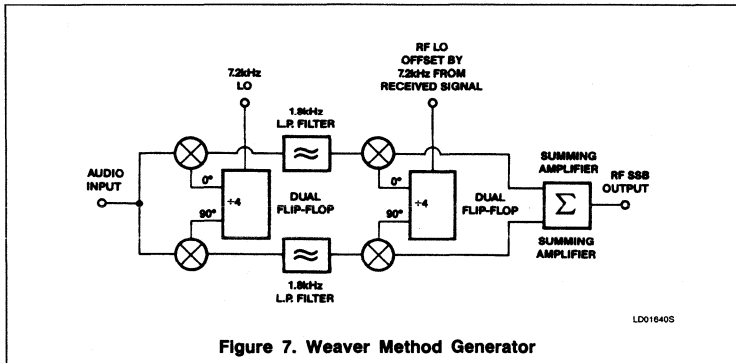 RF LO
OFFSET BY
7.2kHz FROM
RECEIVED SIGNAL
7.2kHz
LO
1.8kHz
L.P. FILTER
AUDIO
INPUT
0°
÷4
90°
DUAL
FLIP-FLOP
0°
÷4
90°
DUAL
FLIP-FLOP
SUMMING
AMPLIFIER
Σ
RF SSB
OUTPUT
SUMMING
AMPLIFIER
1.8kHz
L.P. FILTER
LD01640S
Figure 7. Weaver Method Generator